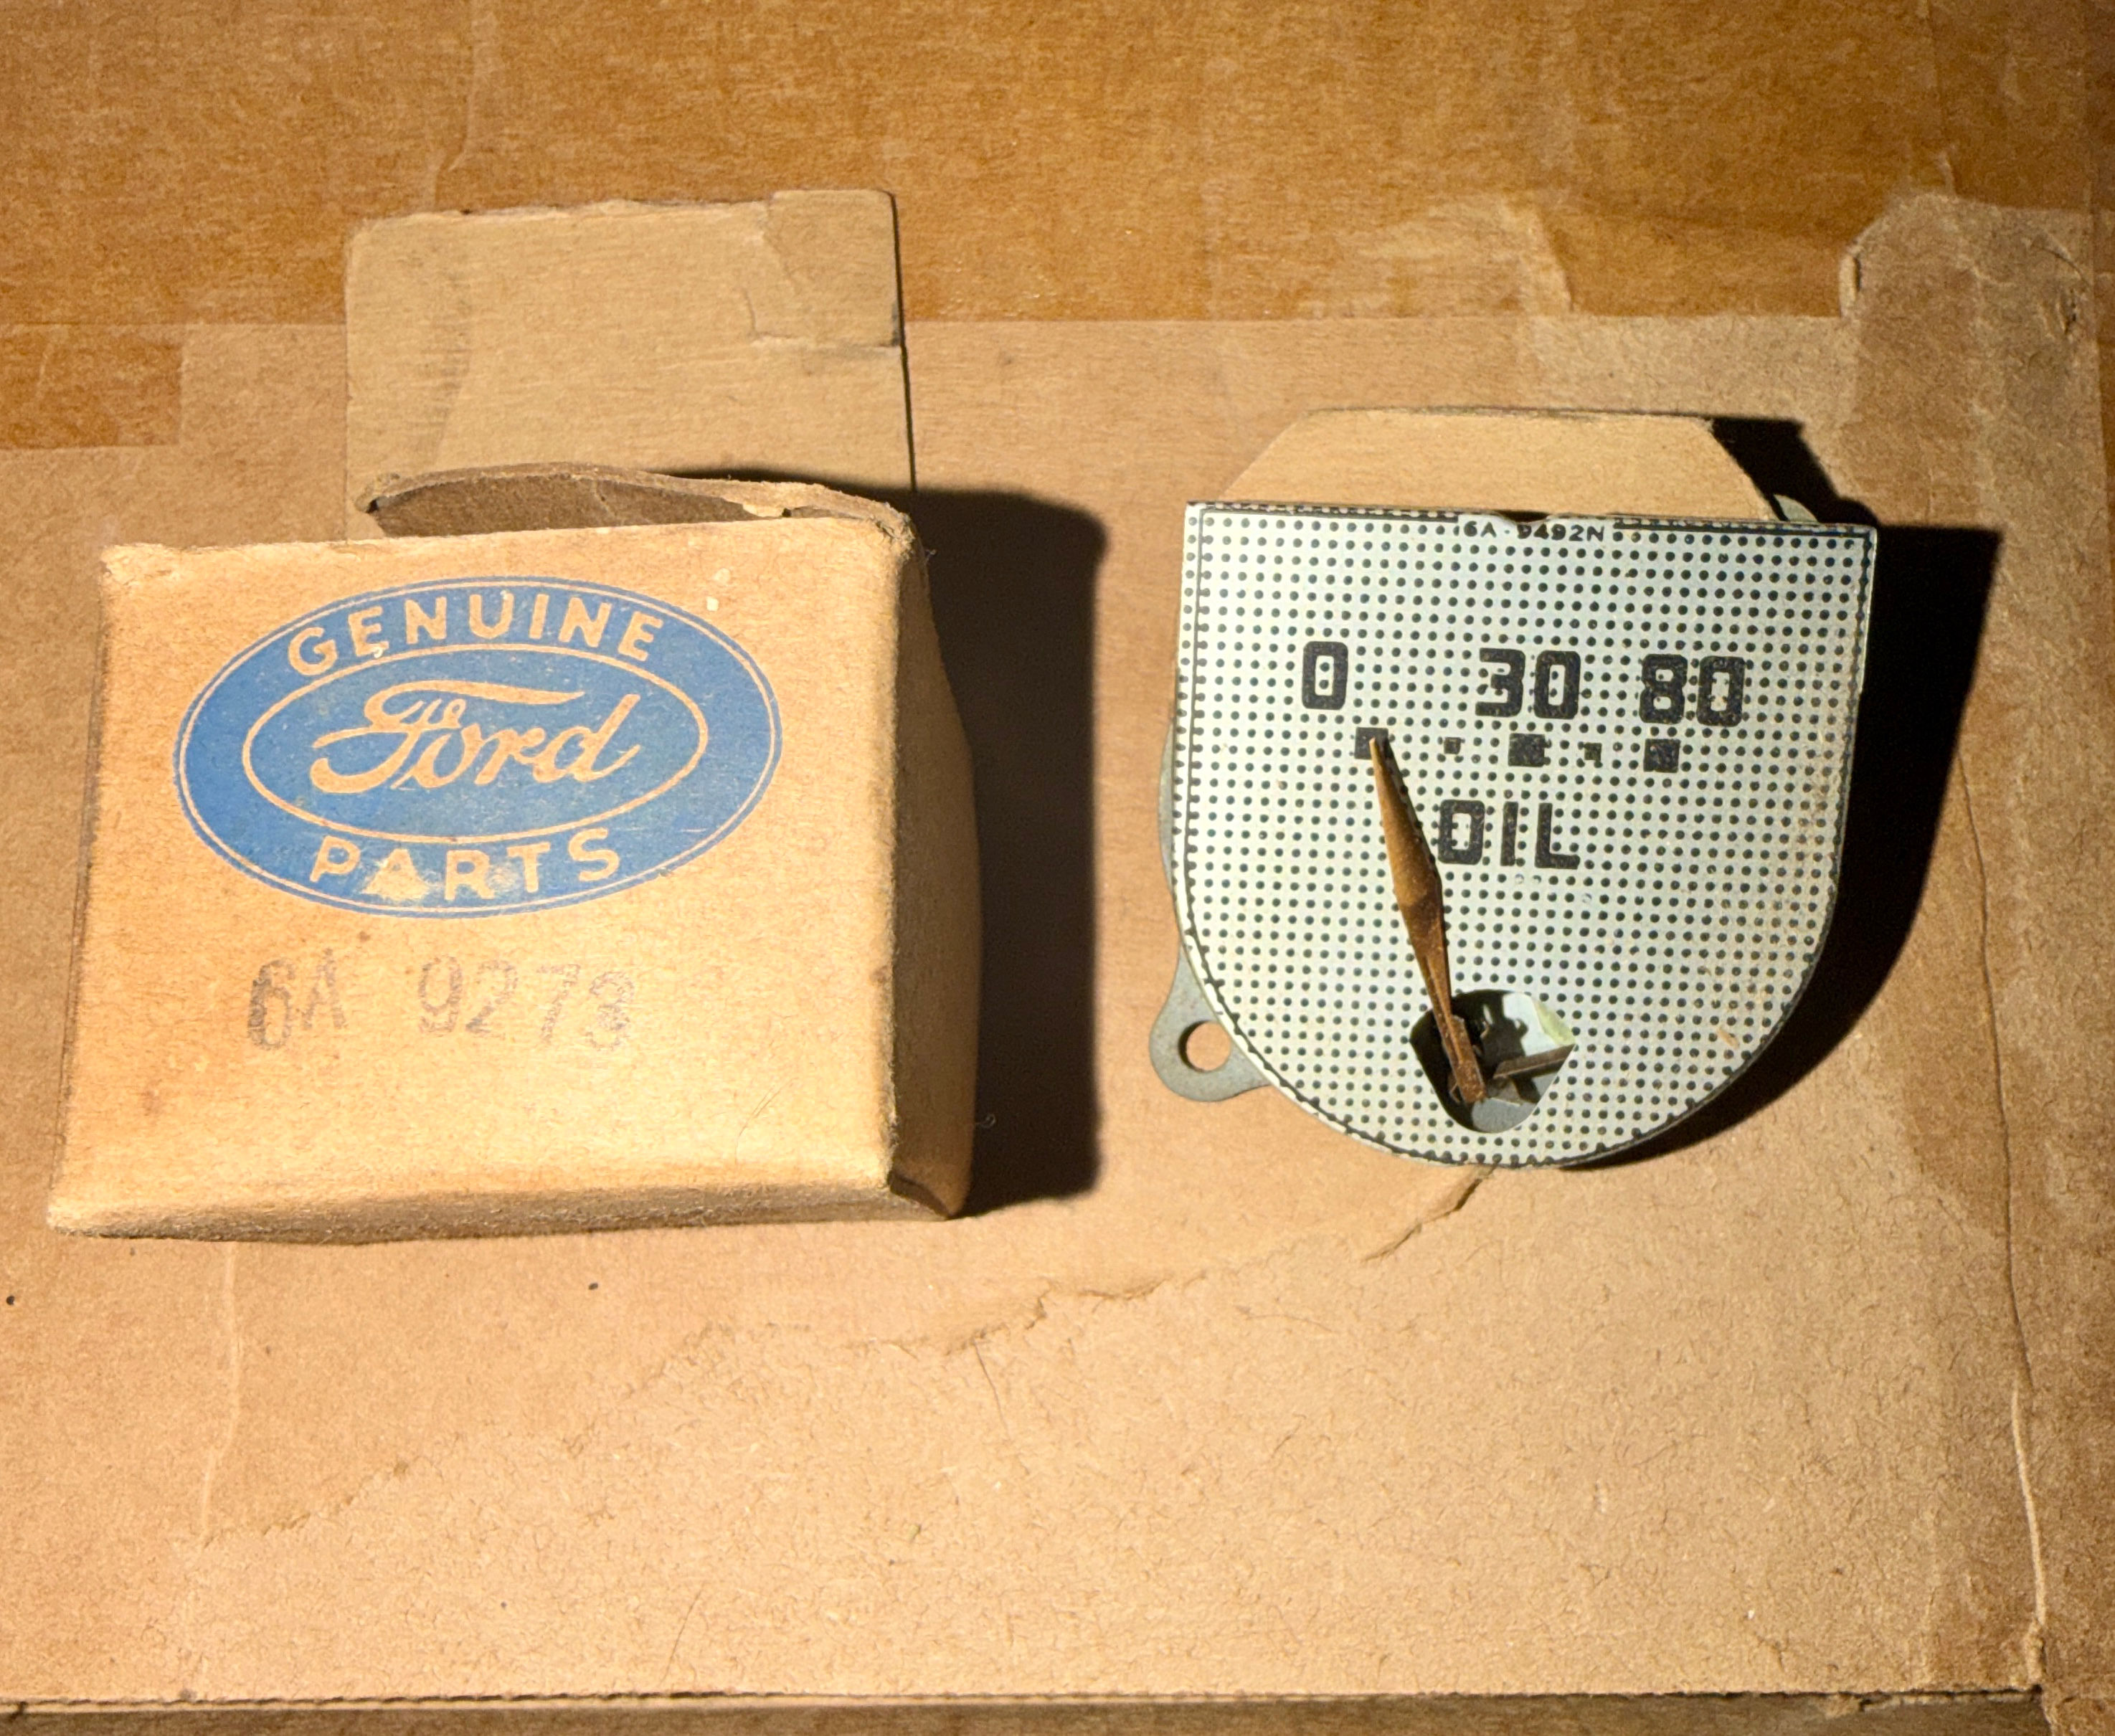 GENUINE
Ford
PARTS
6A 9273
6A-9492N
0 30 80
OIL